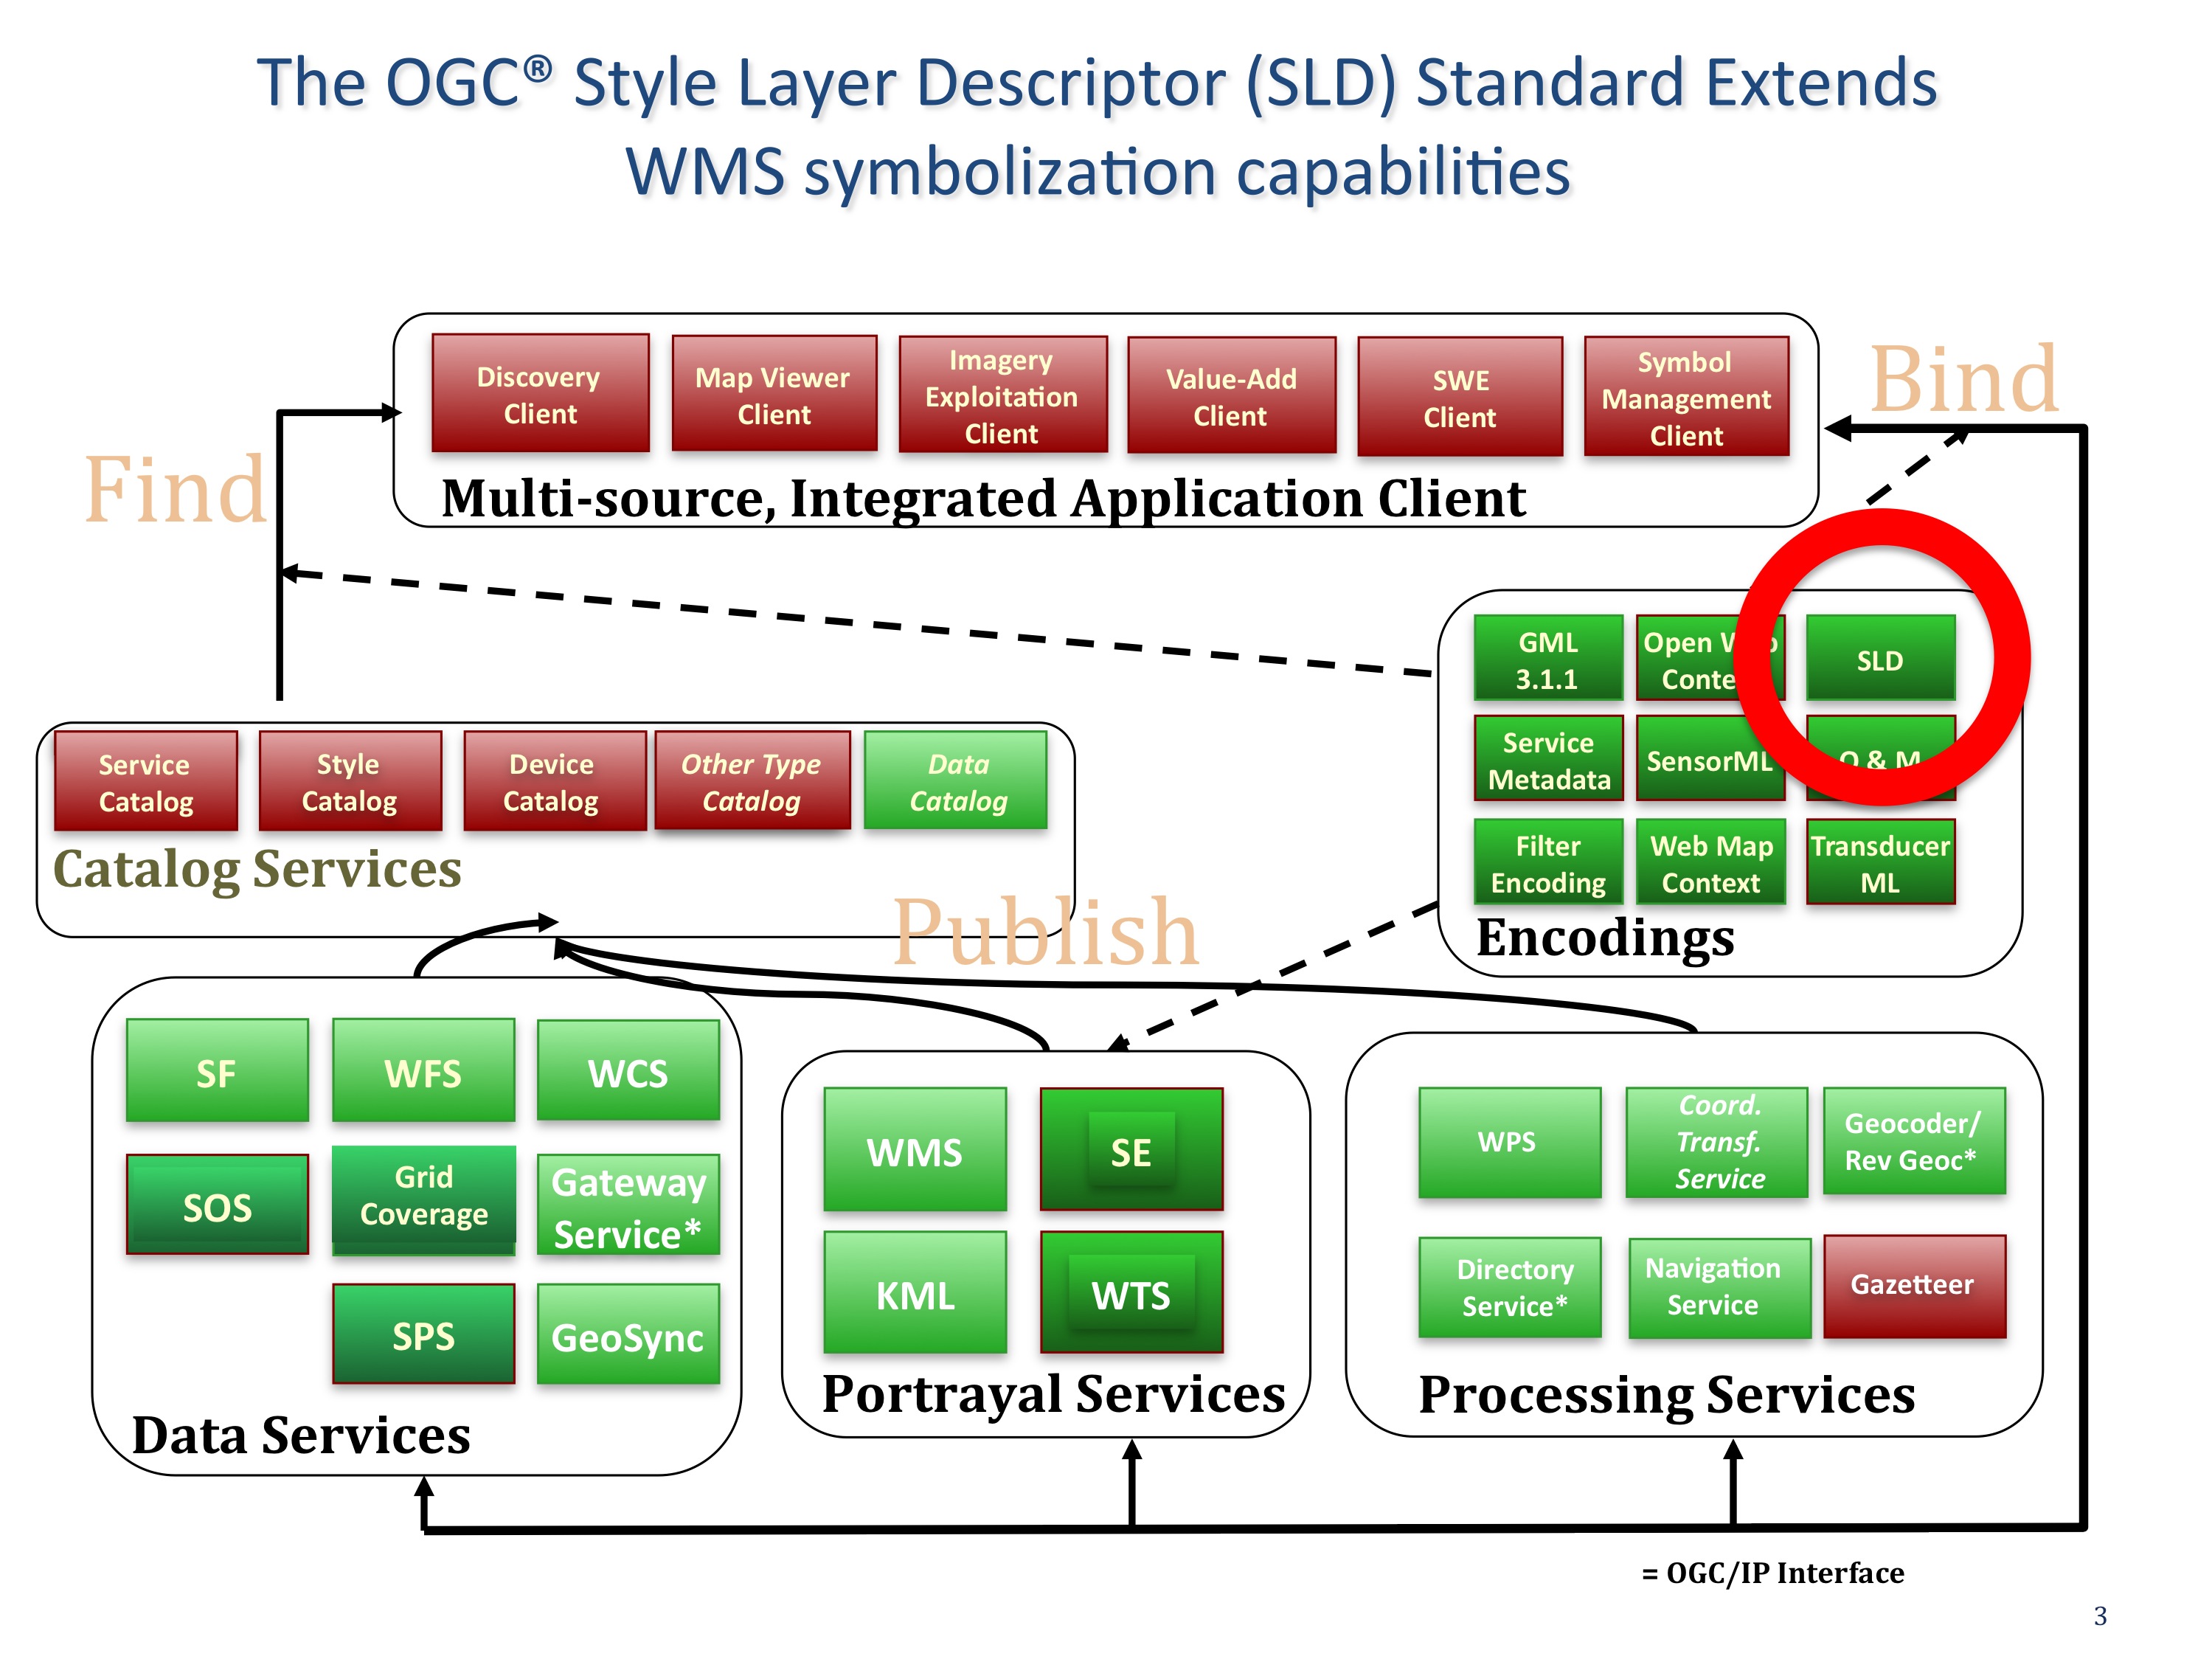 The OGC® Style Layer Descriptor (SLD) Standard Extends
WMS symbolization capabilities
Discovery
Client
Map Viewer
Client
Imagery
Exploitation
Client
Value-Add
Client
SWE
Client
Symbol
Management
Client
Multi-source, Integrated Application Client
Bind
Find
GML
3.1.1
Open
SLD
Service
Metadata
SensorML
O & M
Filter
Encoding
Web Map
Context
Transducer
ML
Encodings
Service
Catalog
Style
Catalog
Device
Catalog
Other Type
Catalog
Data
Catalog
Catalog Services
Publish
SF
WFS
WCS
SOS
Grid
Coverage
Gateway
Service*
SPS
GeoSync
Data Services
WMS
SE
KML
WTS
Portrayal Services
WPS
Coord.
Transf.
Service
Geocoder/
Rev Geoc*
Directory
Service*
Navigation
Service
Gazetteer
Processing Services
= OGC/IP Interface
3